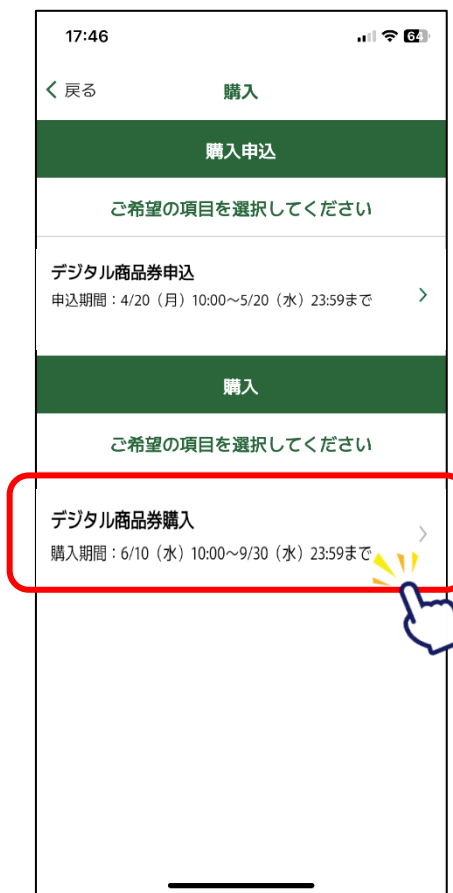 17:46
64
戻る
購入
購入申込
ご希望の項目を選択してください
デジタル商品券申込
申込期間：4/20（月）10:00～5/20（水）23:59まで
購入
ご希望の項目を選択してください
デジタル商品券購入
購入期間：6/10（水）10:00～9/30（水）23:59まで